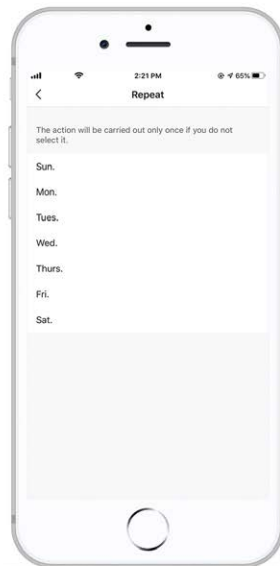 2:21 PM
65%
Repeat
The action will be carried out only once if you do not
select it.
Sun.
Mon.
Tues.
Wed.
Thurs.
Fri.
Sat.